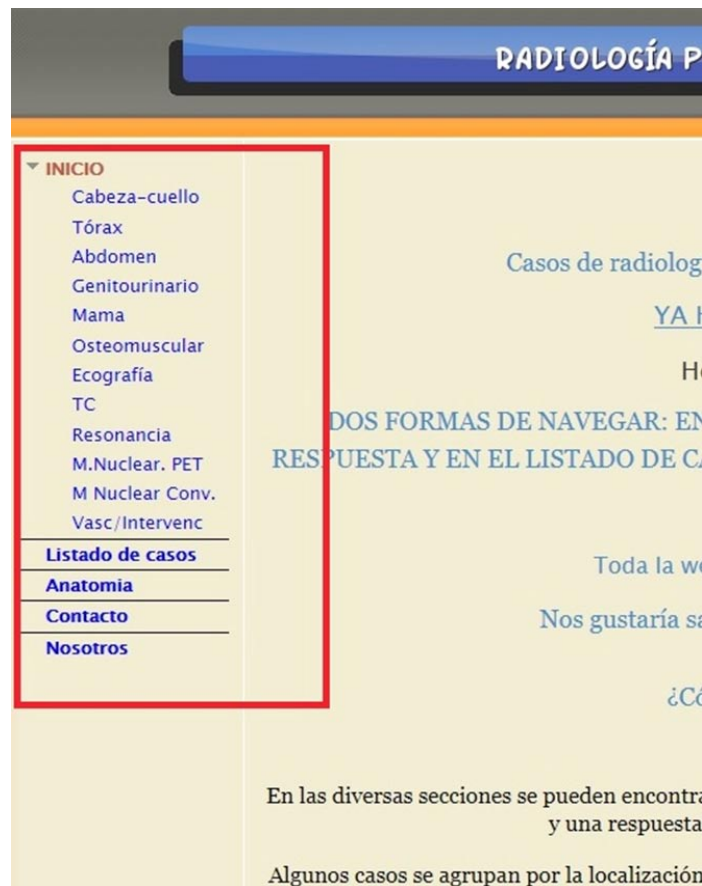 RADIOLOGÍA P
INICIO
Cabeza-cuello
Tórax
Abdomen
Genitourinario
Mama
Osteomuscular
Ecografía
TC
Resonancia
M.Nuclear. PET
M Nuclear Conv.
Vasc/Intervenc
Listado de casos
Anatomia
Contacto
Nosotros
Casos de radiolog
YA H
He
DOS FORMAS DE NAVEGAR: EN
RESPUESTA Y EN EL LISTADO DE CA
Toda la we
Nos gustaría sa
¿Có
En las diversas secciones se pueden encontra
y una respuesta
Algunos casos se agrupan por la localización